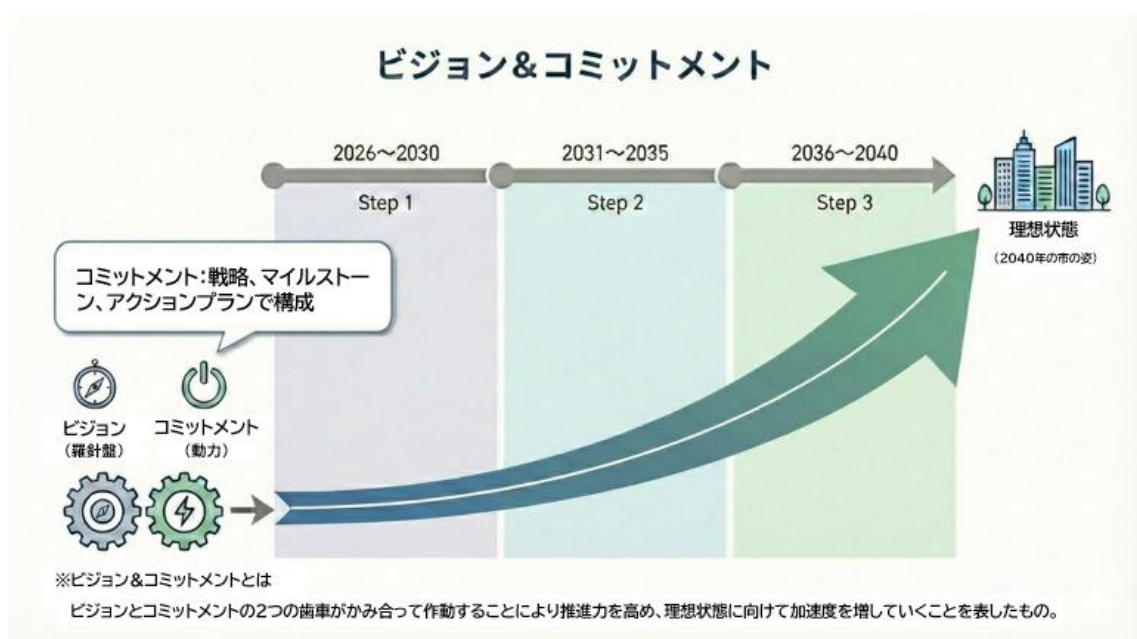 ビジョン＆コミットメント
2026～2030
2031～2035
2036～2040
Step 1
Step 2
Step 3
理想状態
（2040年の市の姿）
コミットメント：戦略、マイルストー
ン、アクションプランで構成
ビジョン
（羅針盤）
コミットメント
（動力）
※ビジョン＆コミットメントとは
ビジョンとコミットメントの２つの歯車がかみ合って作動することにより推進力を高め、理想状態に向けて加速度を増していくことを表したもの。